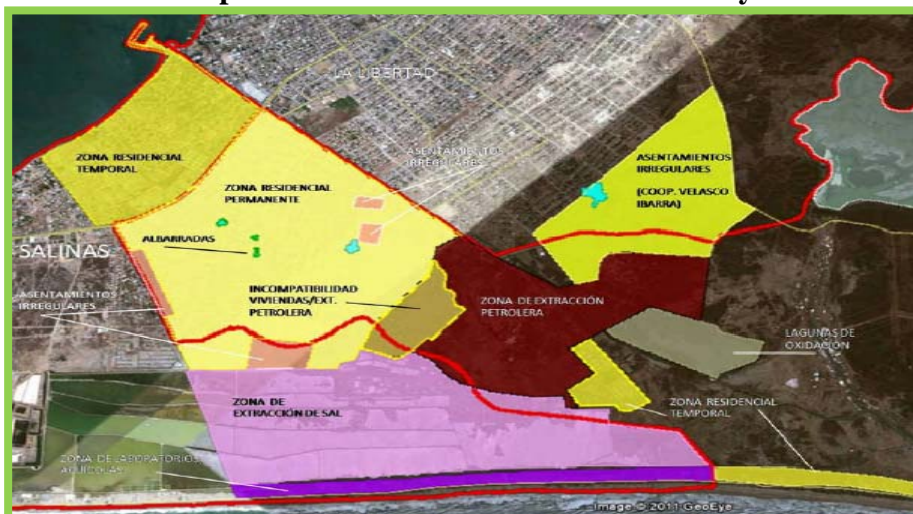 LA LIBERTAD
ZONA RESIDENCIAL
TEMPORAL
ASENTAMIENTOS
IRREGULARES
ASENTAMIENTOS
IRREGULARES
(COOP. VELASCO
IBARRA)
ZONA RESIDENCIAL
PERMANENTE
ALBARRADAS
SALINAS
ASENTAMIENTOS
IRREGULARES
INCOMPATIBILIDAD
VIVIENDAS/EXT.
PETROLERA
ZONA DE EXTRACCIÓN
PETROLERA
LAGUNAS DE
OXIDACIÓN
ZONA DE
EXTRACCIÓN DE SAL
ZONA RESIDENCIAL
TEMPORAL
ZONA DE LABORATORIOS
ACUICOLAS
Image © 2011 GeoEye